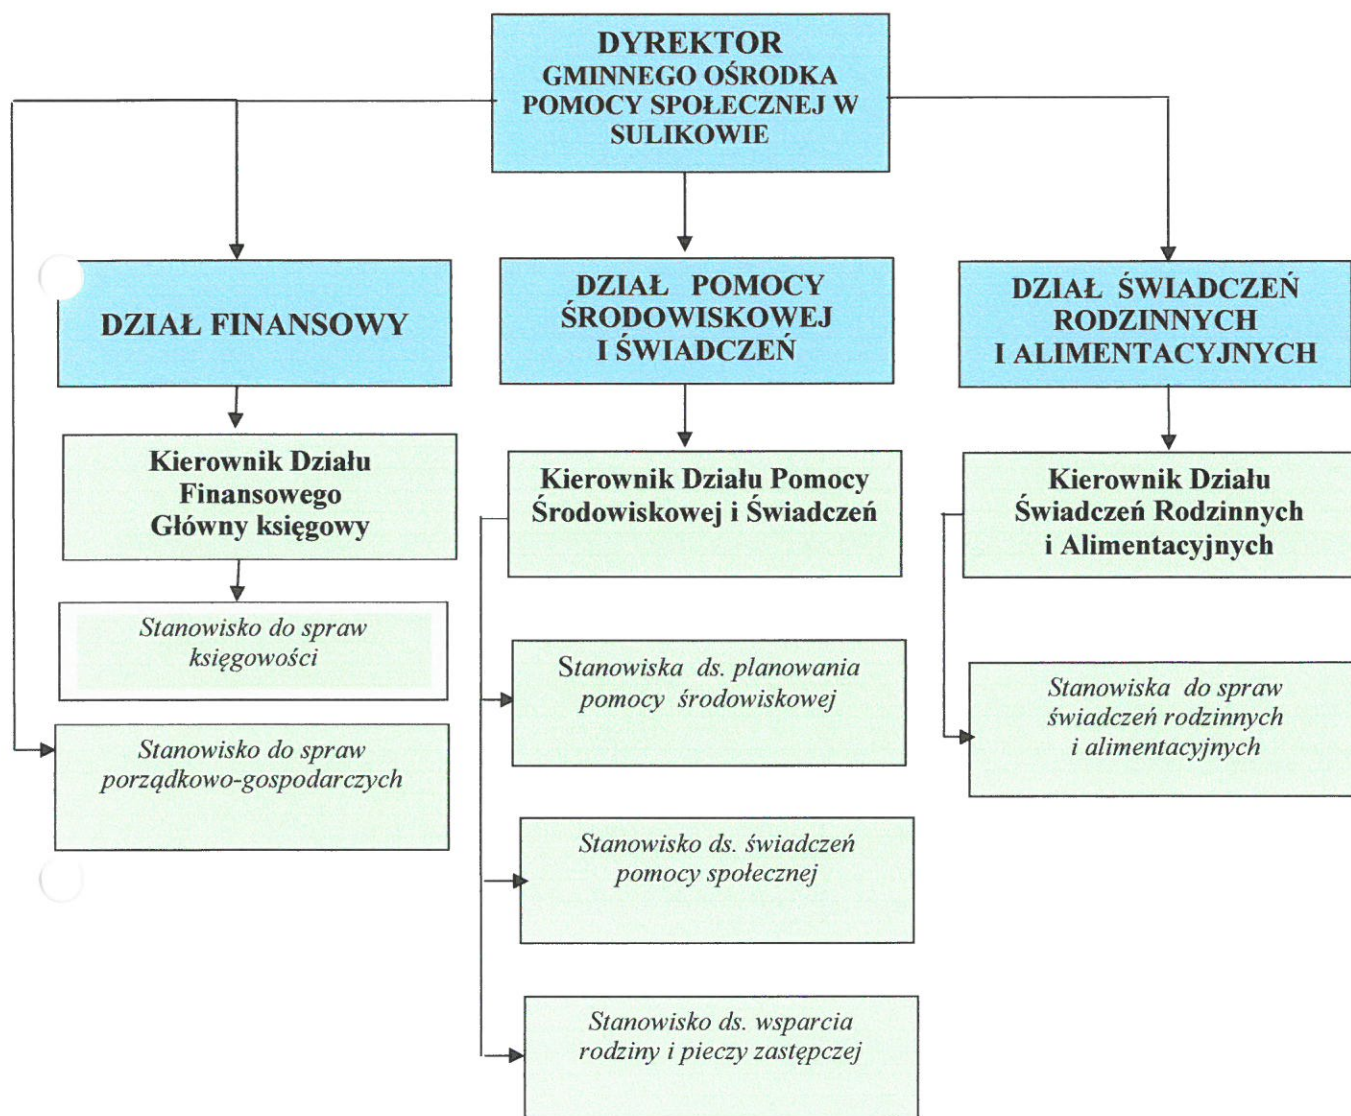 DYREKTOR
GMINNEGO OŚRODKA
POMOCY SPOŁECZNEJ W
SULIKOWIE
DZIAŁ FINANSOWY
DZIAŁ POMOCY
ŚRODOWISKOWEJ
I ŚWIADCZEŃ
DZIAŁ ŚWIADCZEŃ
RODZINNYCH
I ALIMENTACYJNYCH
Kierownik Działu
Finansowego
Główny księgowy
Kierownik Działu Pomocy
Środowiskowej i Świadczeń
Kierownik Działu
Świadczeń Rodzinnych
i Alimentacyjnych
Stanowisko do spraw
księgowości
Stanowisko do spraw
porządkowo-gospodarczych
Stanowiska ds. planowania
pomocy środowiskowej
Stanowisko ds. świadczeń
pomocy społecznej
Stanowisko ds. wsparcia
rodziny i pieczy zastępczej
Stanowiska do spraw
świadczeń rodzinnych
i alimentacyjnych